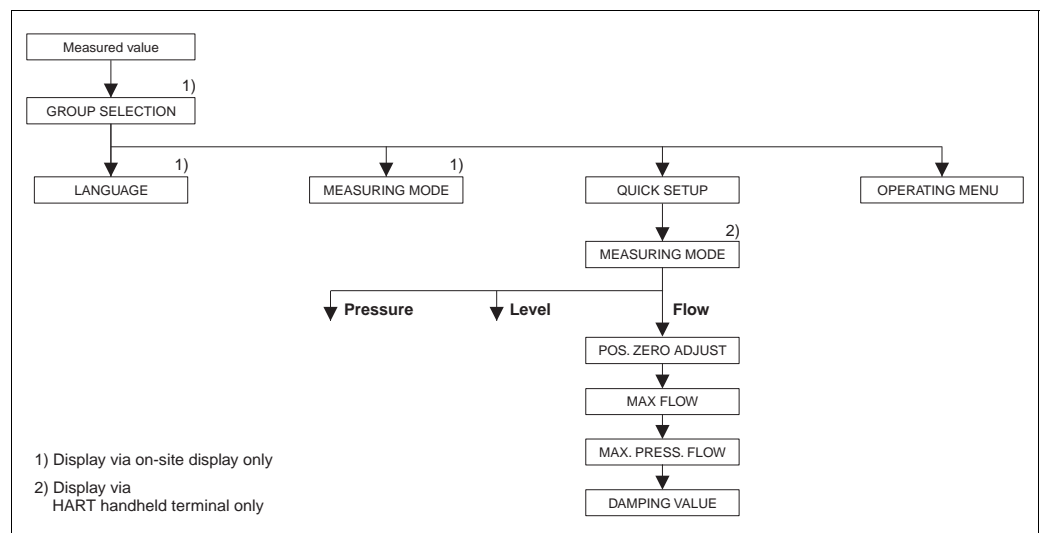 Measured value
1)
GROUP SELECTION
1)
1)
LANGUAGE
MEASURING MODE
QUICK SETUP
OPERATING MENU
2)
MEASURING MODE
Pressure
Level
Flow
POS. ZERO ADJUST
MAX FLOW
MAX. PRESS. FLOW
DAMPING VALUE
1) Display via on-site display only
2) Display via
HART handheld terminal only